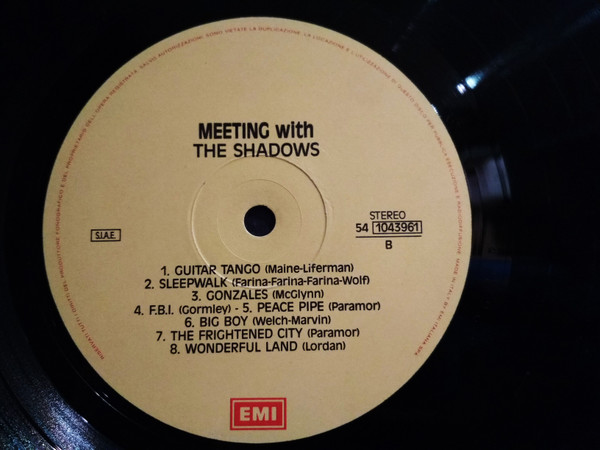 MEETING with
THE SHADOWS
STEREO
54 1043961
B
S.I.A.E.
1. GUITAR TANGO (Maine-Liferman)
2. SLEEPWALK (Farina-Farina-Farina-Wolf)
3. GONZALES (McGlynn)
4. F.B.I. (Gormley) - 5. PEACE PIPE (Paramor)
6. BIG BOY (Welch-Marvin)
7. THE FRIGHTENED CITY (Paramor)
8. WONDERFUL LAND (Lordan)
EMI